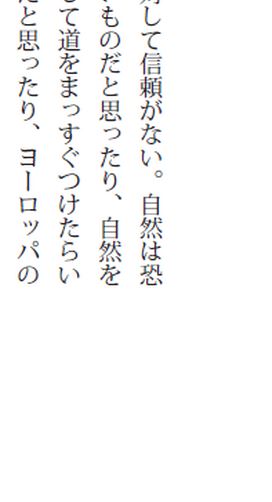 して信頼がない。自然は恐
いものだと思ったり、自然を
して道をまっすぐつけたらい
と思ったり、ヨーロッパの